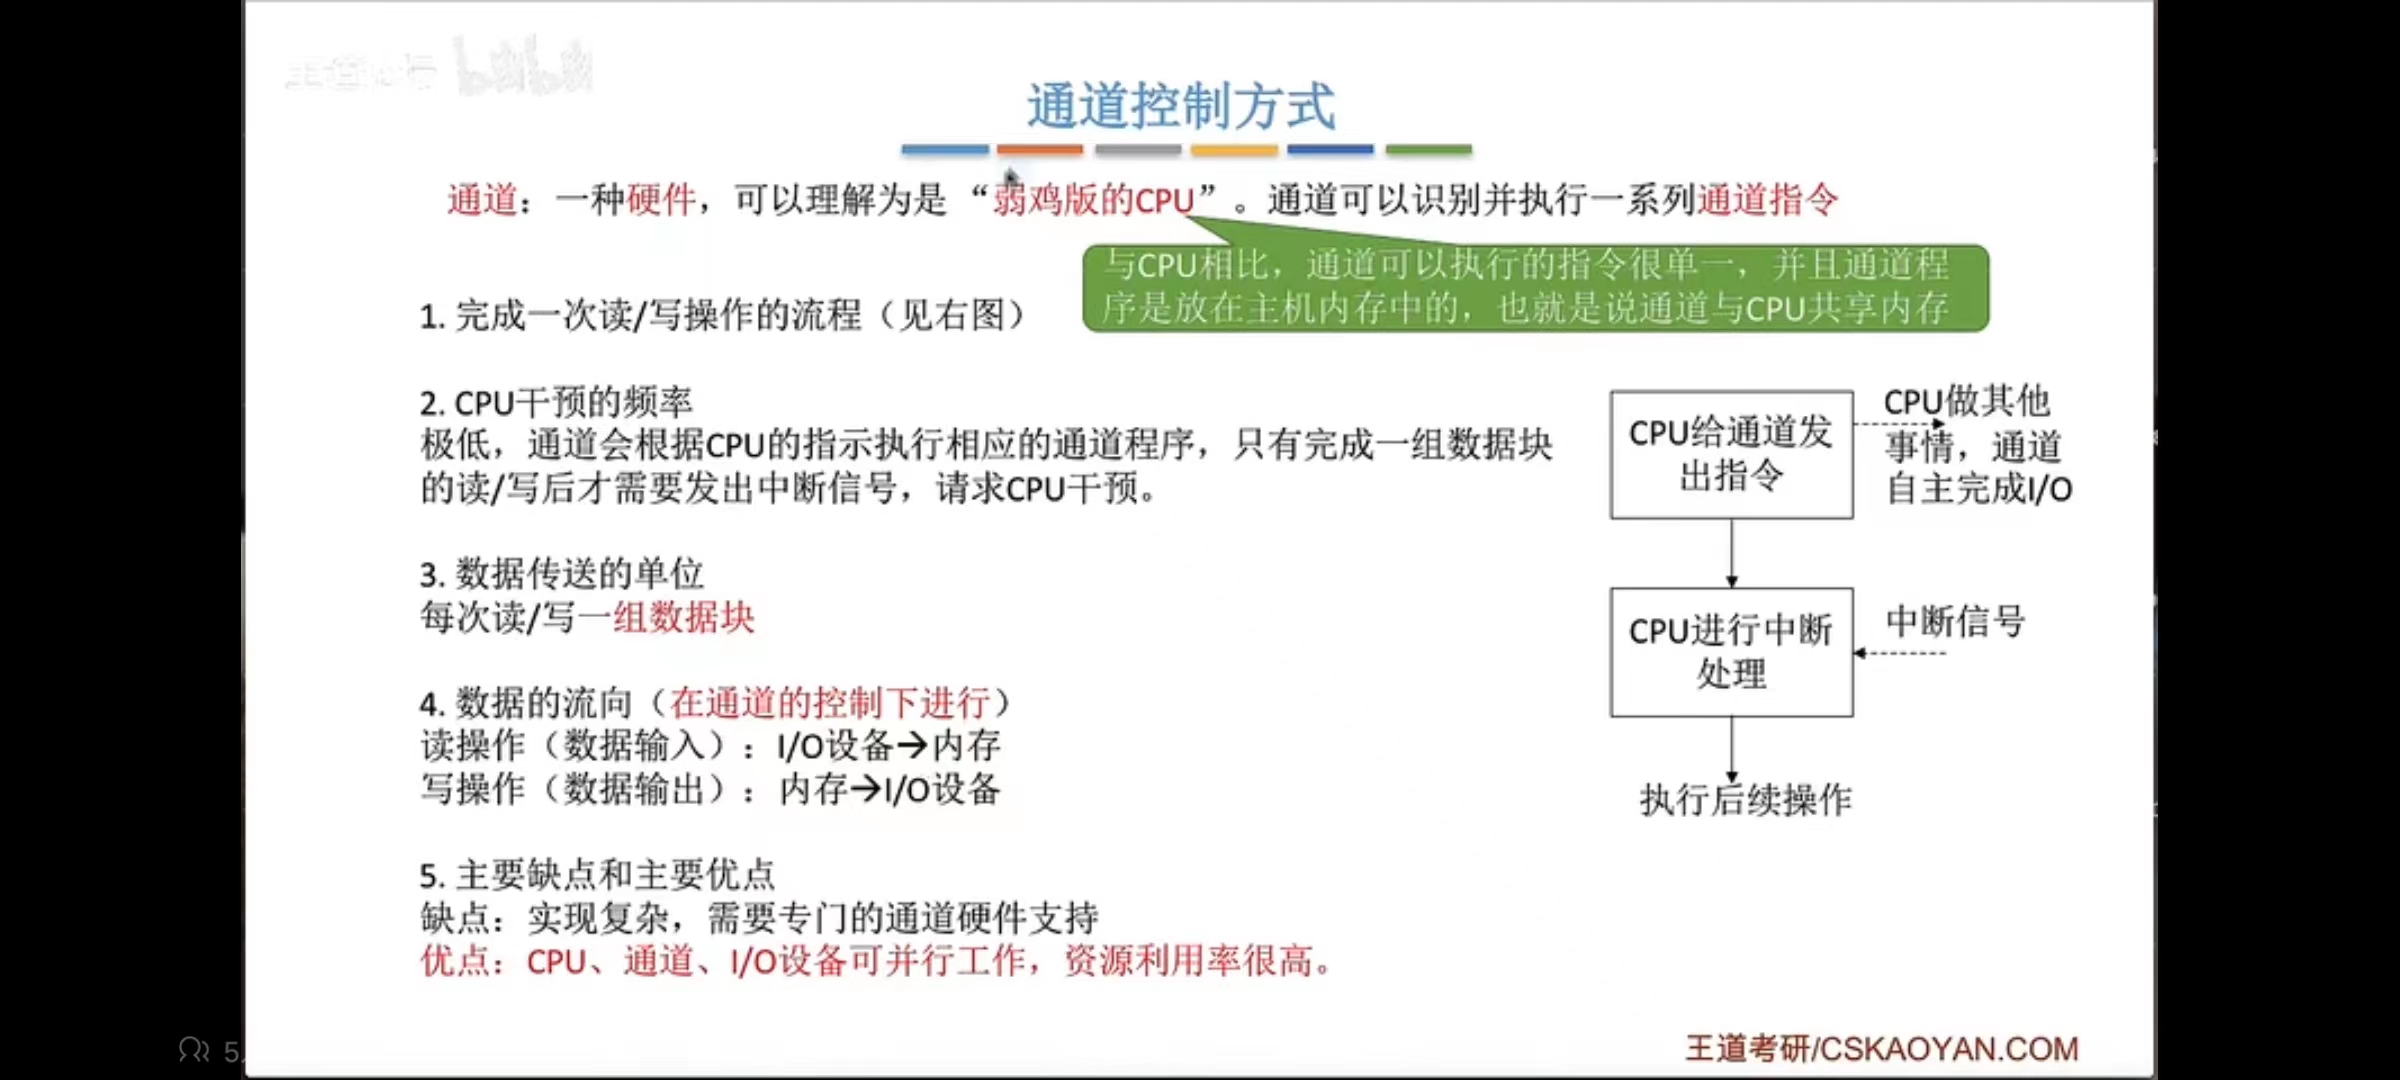 bilibili
通道控制方式
通道：一种硬件，可以理解为是“弱鸡版的CPU”。通道可以识别并执行一系列通道指令
与CPU相比，通道可以执行的指令很单一，并且通道程
序是放在主机内存中的，也就是说通道与CPU共享内存
1. 完成一次读/写操作的流程（见右图）
2. CPU干预的频率
极低，通道会根据CPU的指示执行相应的通道程序，只有完成一组数据块
的读/写后才需要发出中断信号，请求CPU干预。
3. 数据传送的单位
每次读/写一组数据块
4. 数据的流向（在通道的控制下进行）
读操作（数据输入）：I/O设备→内存
写操作（数据输出）：内存→I/O设备
5. 主要缺点和主要优点
缺点：实现复杂，需要专门的通道硬件支持
优点：CPU、通道、I/O设备可并行工作，资源利用率很高。
CPU给通道发
出指令
CPU做其他
事情，通道
自主完成I/O
CPU进行中断
处理
中断信号
执行后续操作
王道考研/CSKAOYAN.COM